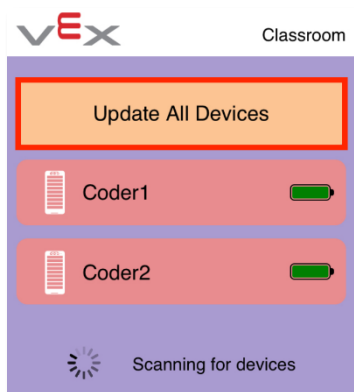 VEX
Classroom
Update All Devices
Coder1
Coder2
Scanning for devices